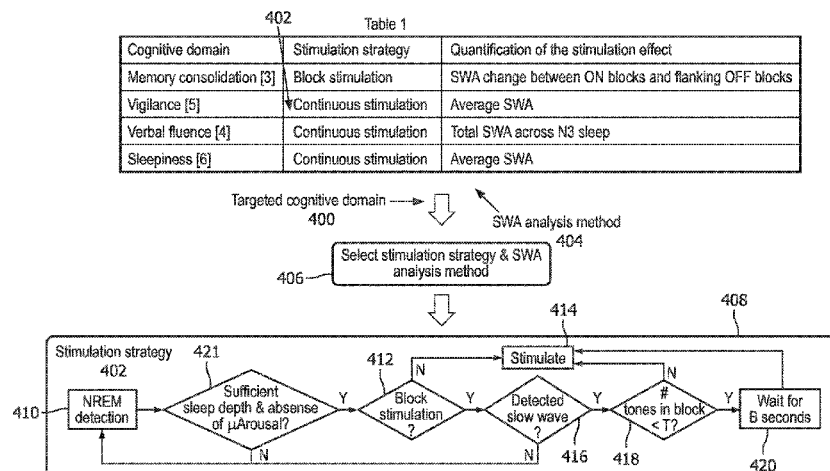 402
Table 1
Cognitive domain Stimulation strategy Quantification of the stimulation effect
Memory consolidation [3] Block stimulation SWA change between ON blocks and flanking OFF blocks
Vigilance [5] Continuous stimulation Average SWA
Verbal fluence [4] Continuous stimulation Total SWA across N3 sleep
Sleepiness [6] Continuous stimulation Average SWA
Targeted cognitive domain
400
SWA analysis method
404
406
Select stimulation strategy & SWA
analysis method
408
Stimulation strategy
402
421
412
414
Stimulate
410
NREM
detection
Sufficient
sleep depth & absence
of μArousal?
Y
N
Block
stimulation
?
N
Y
Detected
slow wave
?
416
Y
N
#
tones in block
< T?
418
N
Y
Wait for
B seconds
420